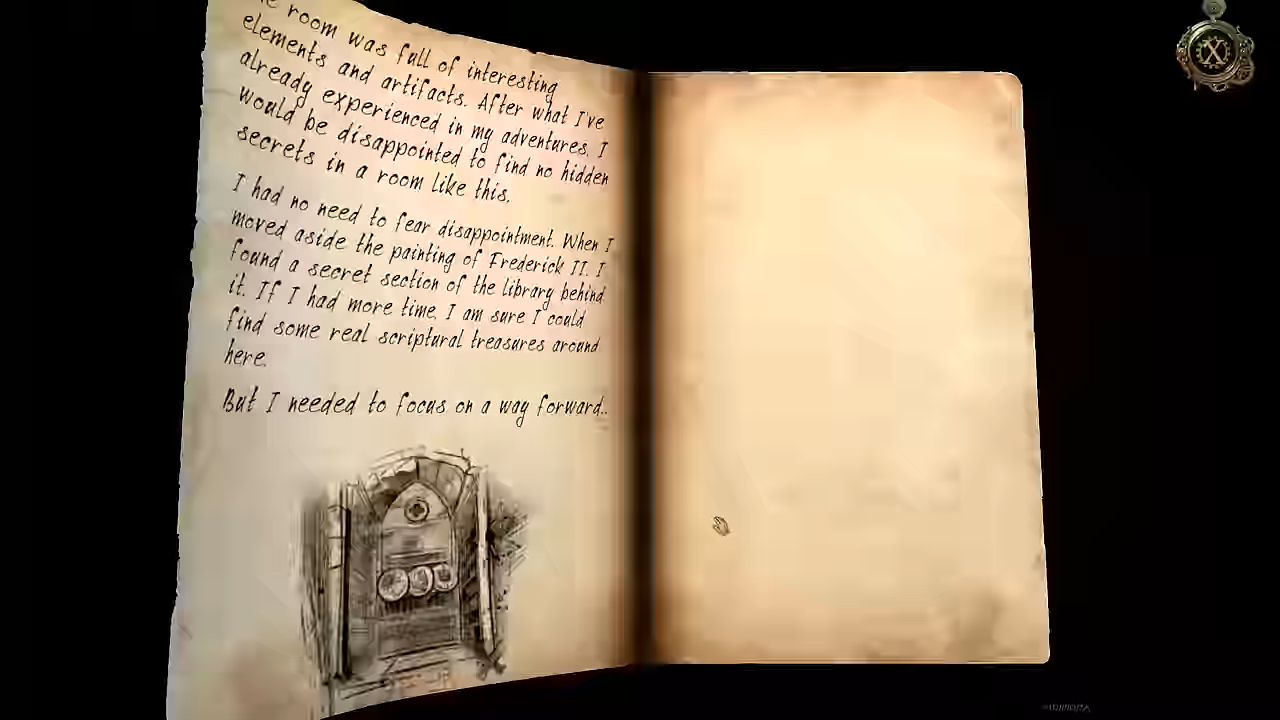 room was full of interesting
elements and artifacts. After what I've
already experienced in my adventures, I
would be disappointed to find no hidden
secrets in a room like this.
I had no need to fear disappointment. When I
moved aside the painting of Frederick II. I
found a secret section of the library behind
it. If I had more time, I am sure I could
find some real scriptural treasures around
here.
But I needed to focus on a way forward..
X